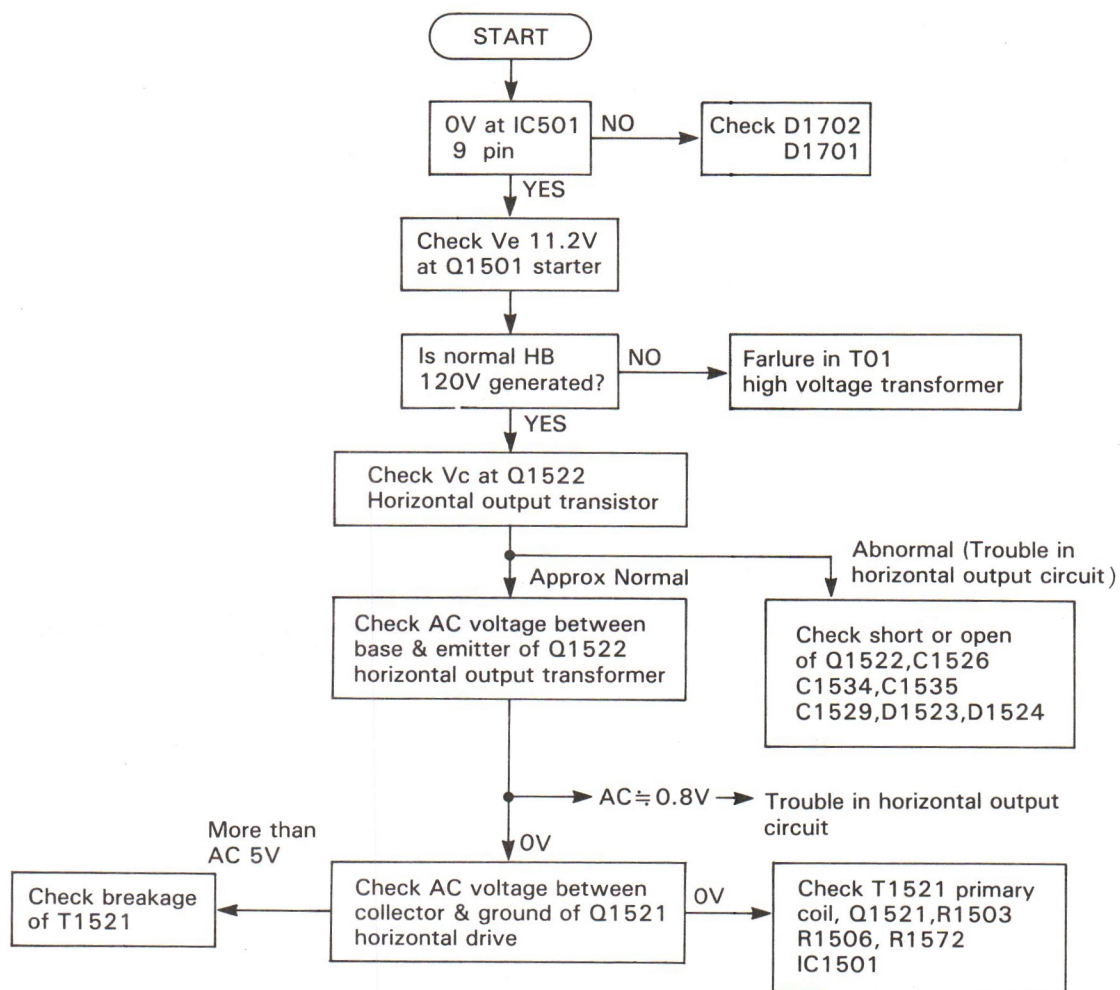 START
0V at IC501
9 pin
NO
Check D1702
D1701
YES
Check Ve 11.2V
at Q1501 starter
Is normal HB
120V generated?
NO
Farlure in T01
high voltage transformer
YES
Check Vc at Q1522
Horizontal output transistor
Abnormal (Trouble in
horizontal output circuit)
Approx Normal
Check AC voltage between
base & emitter of Q1522
horizontal output transformer
Check short or open
of Q1522,C1526
C1534,C1535
C1529,D1523,D1524
AC≒0.8V
Trouble in horizontal output
circuit
0V
More than
AC 5V
Check breakage
of T1521
Check AC voltage between
collector & ground of Q1521
horizontal drive
0V
Check T1521 primary
coil, Q1521,R1503
R1506, R1572
IC1501